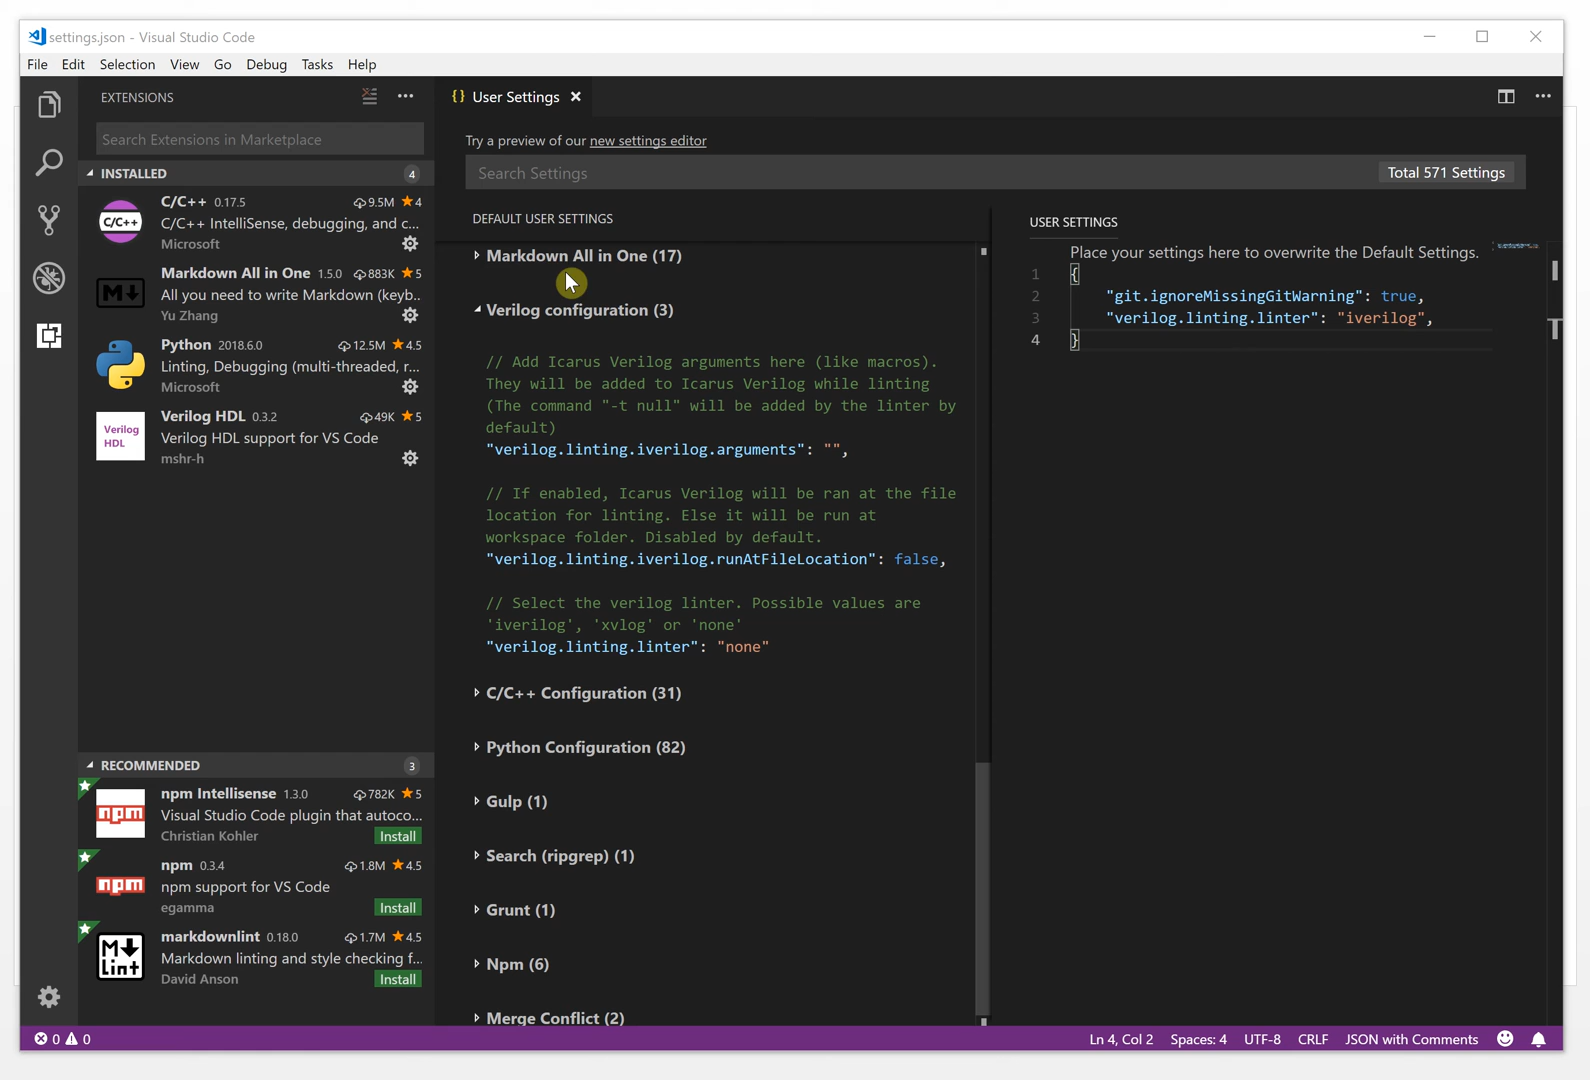 settings.json - Visual Studio Code
File Edit Selection View Go Debug Tasks Help
EXTENSIONS
Search Extensions in Marketplace
INSTALLED 4
C/C++
C/C++ 0.17.5 9.5M 4
C/C++ IntelliSense, debugging, and c...
Microsoft
M
Markdown All in One 1.5.0 883K 5
All you need to write Markdown (keyb...
Yu Zhang
Python 2018.6.0 12.5M 4.5
Linting, Debugging (multi-threaded, r...
Microsoft
Verilog
HDL
Verilog HDL 0.3.2 49K 5
Verilog HDL support for VS Code
mshr-h
RECOMMENDED 3
npm
npm Intellisense 1.3.0 782K 5
Visual Studio Code plugin that autoco...
Christian Kohler Install
npm
npm 0.3.4 1.8M 4.5
npm support for VS Code
egamma Install
M
Lint
markdownlint 0.18.0 1.7M 4.5
Markdown linting and style checking f...
David Anson Install
{} User Settings
Try a preview of our new settings editor
Search Settings Total 571 Settings
DEFAULT USER SETTINGS
Markdown All in One (17)
Verilog configuration (3)
// Add Icarus Verilog arguments here (like macros).
They will be added to Icarus Verilog while linting
(The command "-t null" will be added by the linter by
default)
"verilog.linting.iverilog.arguments": "",
// If enabled, Icarus Verilog will be ran at the file
location for linting. Else it will be run at
workspace folder. Disabled by default.
"verilog.linting.iverilog.runAtFileLocation": false,
// Select the verilog linter. Possible values are
'iverilog', 'xvlog' or 'none'
"verilog.linting.linter": "none"
C/C++ Configuration (31)
Python Configuration (82)
Gulp (1)
Search (ripgrep) (1)
Grunt (1)
Npm (6)
Merge Conflict (2)
USER SETTINGS
Place your settings here to overwrite the Default Settings.
1 {
2 "git.ignoreMissingGitWarning": true,
3 "verilog.linting.linter": "iverilog",
4 }
0 0
Ln 4, Col 2 Spaces: 4 UTF-8 CRLF JSON with Comments